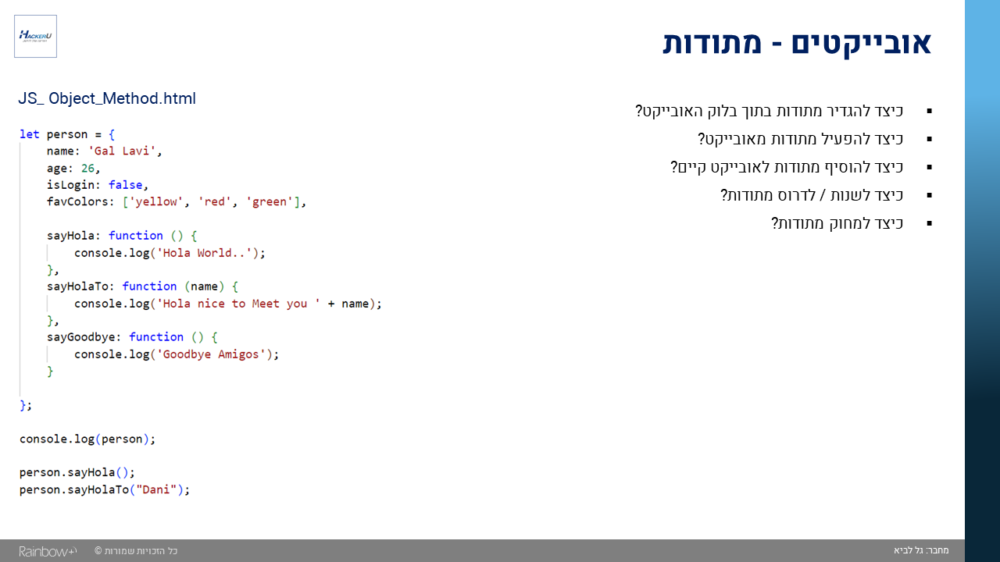 HACKERU
אובייקטים - מתודות
JS_ Object_Method.html
▪ כיצד להגדיר מתודות בתוך בלוק האובייקט?
▪ כיצד להפעיל מתודות מאובייקט?
▪ כיצד להוסיף מתודות לאובייקט קיים?
▪ כיצד לשנות / לדרוס מתודות?
▪ כיצד למחוק מתודות?
let person = {
    name: 'Gal Lavi',
    age: 26,
    isLogin: false,
    favColors: ['yellow', 'red', 'green'],
    sayHola: function () {
        console.log('Hola World..');
    },
    sayHolaTo: function (name) {
        console.log('Hola nice to Meet you ' + name);
    },
    sayGoodbye: function () {
        console.log('Goodbye Amigos');
    }
};
console.log(person);
person.sayHola();
person.sayHolaTo("Dani");
Rainbow+
כל הזכויות שמורות ©
מחבר: גל לביא